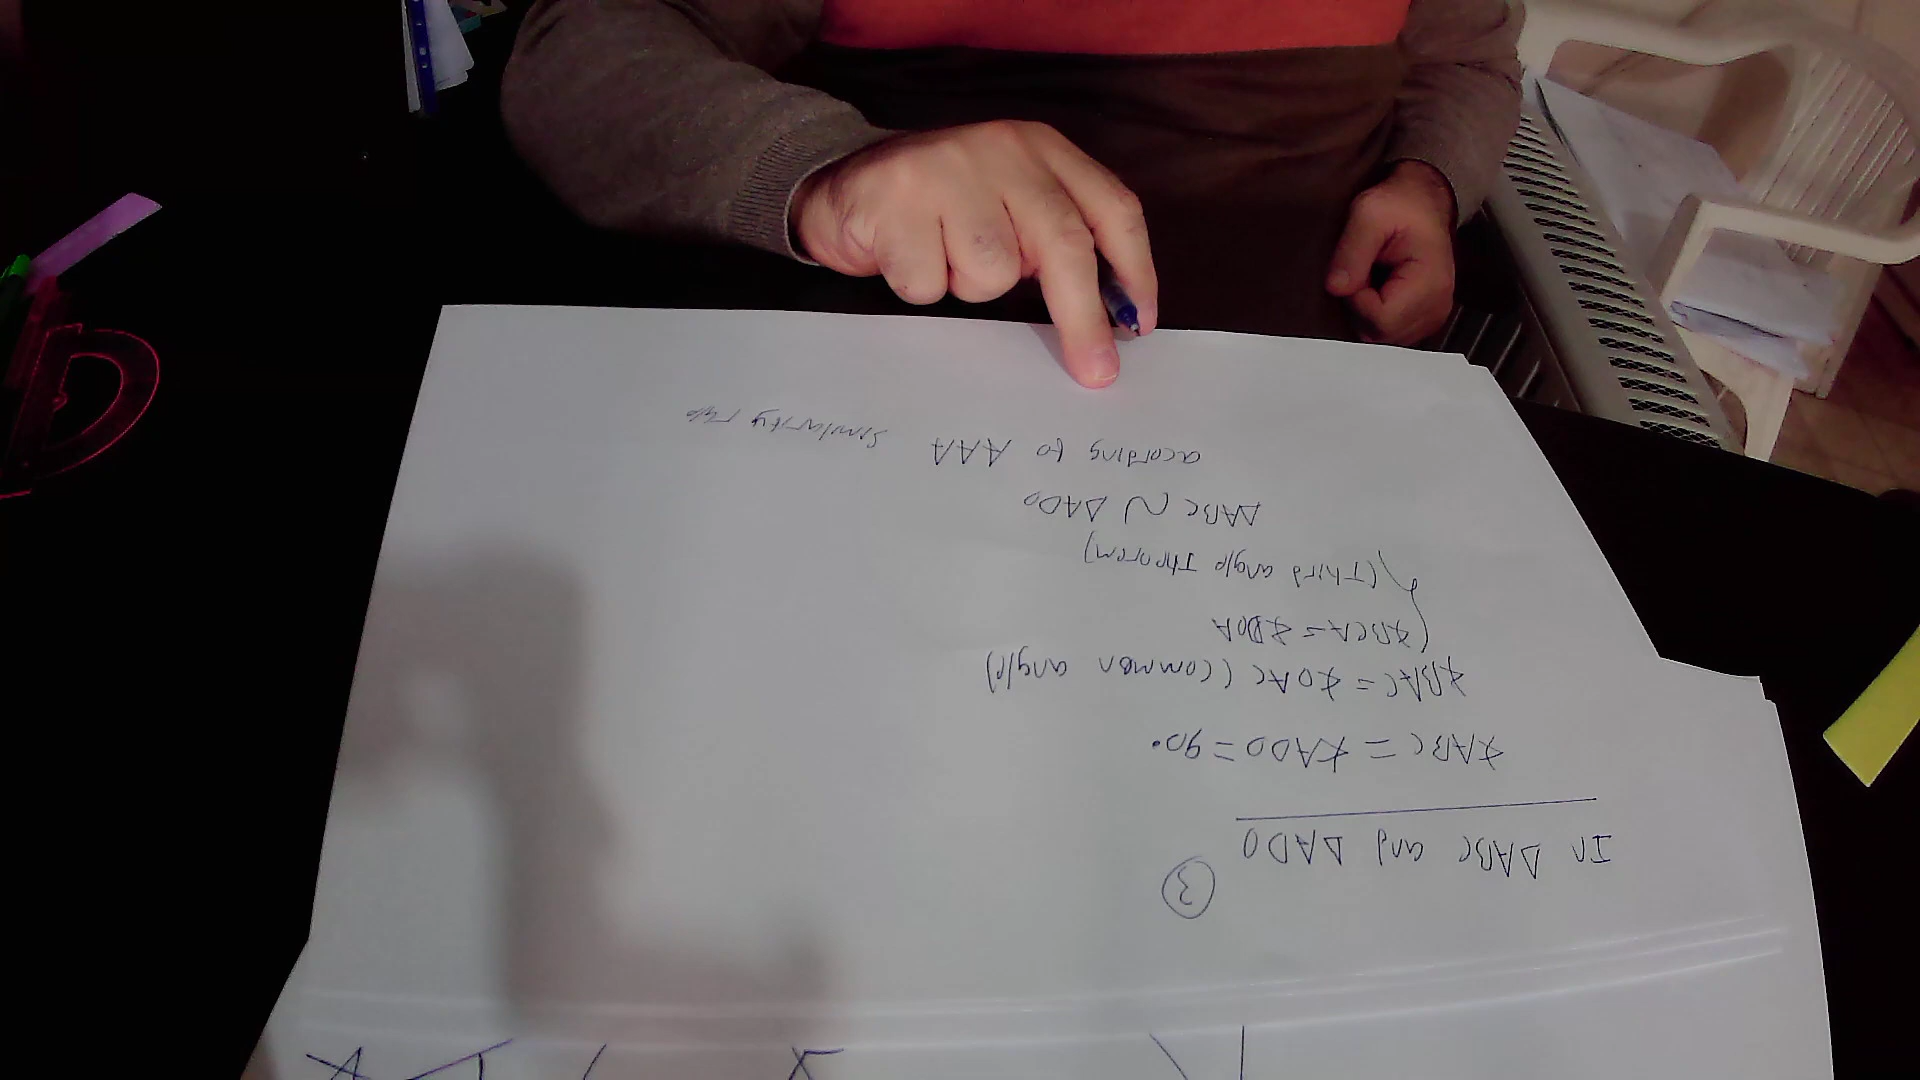 ③
In ΔABC and ΔADO
∡ABC = ∡ADO = 90°
∡BAC = ∡OAC (common angle)
(∡BCA = ∡DOA
(Third angle theorem)
ΔABC ~ ΔADO
acording to AAA Similarity rule